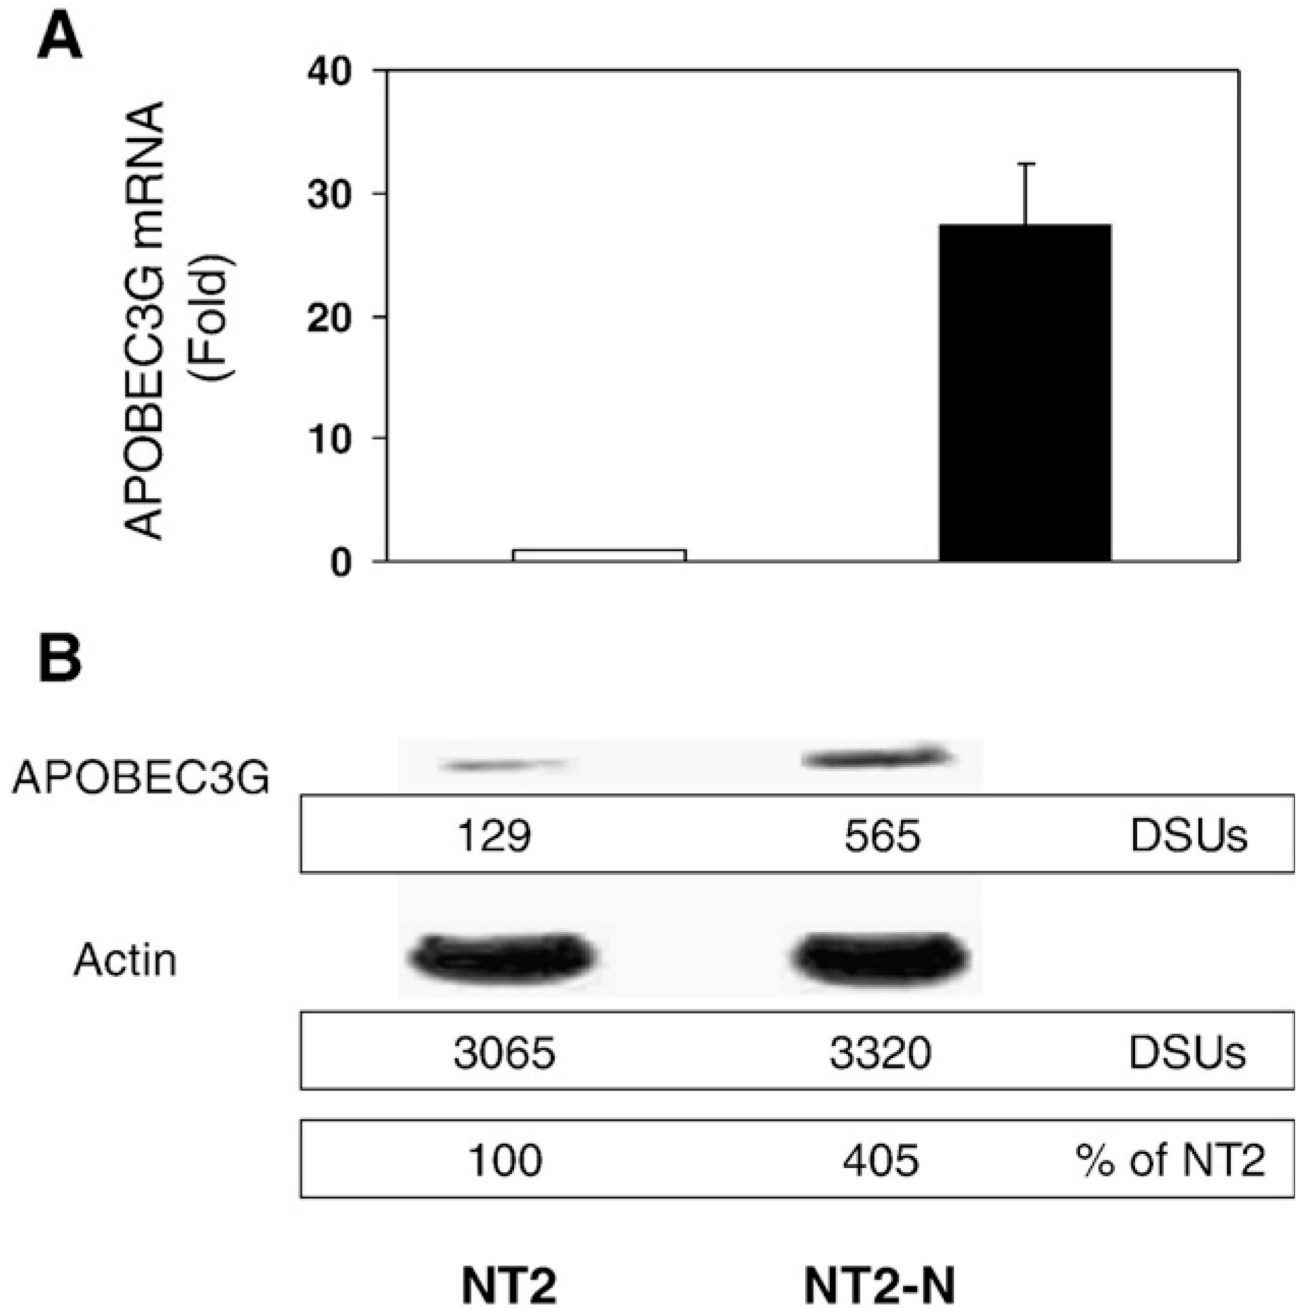 A
40
30
20
10
0
APOBEC3G mRNA
(Fold)
B
APOBEC3G
129 565 DSUs
Actin
3065 3320 DSUs
100 405 % of NT2
NT2 NT2-N